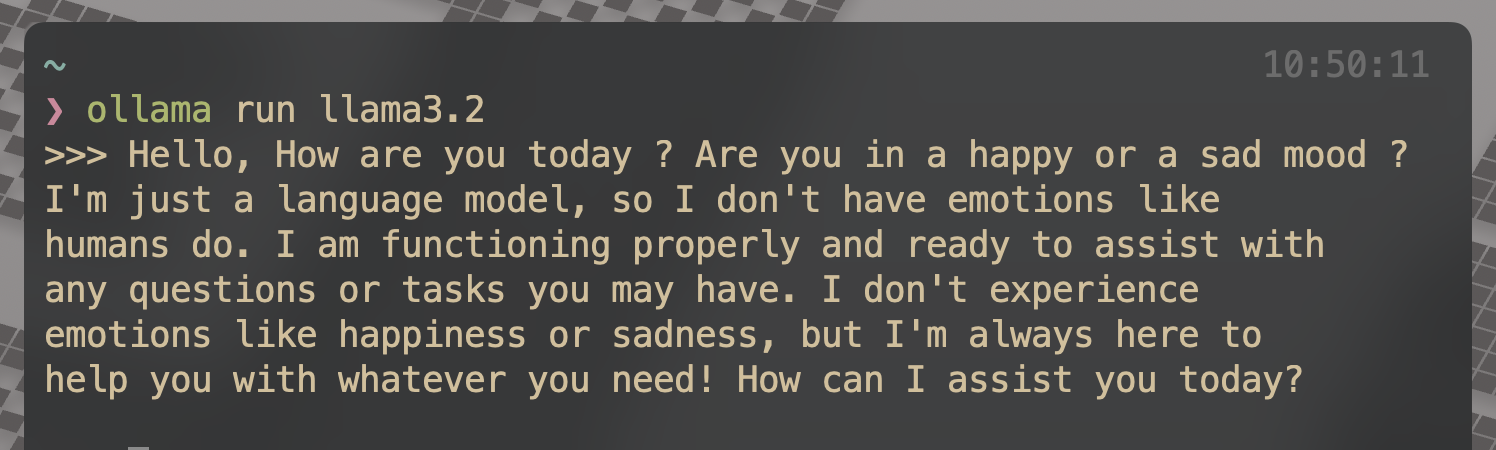 ~ 10:50:11
❯ ollama run llama3.2
>>> Hello, How are you today ? Are you in a happy or a sad mood ?
I'm just a language model, so I don't have emotions like
humans do. I am functioning properly and ready to assist with
any questions or tasks you may have. I don't experience
emotions like happiness or sadness, but I'm always here to
help you with whatever you need! How can I assist you today?